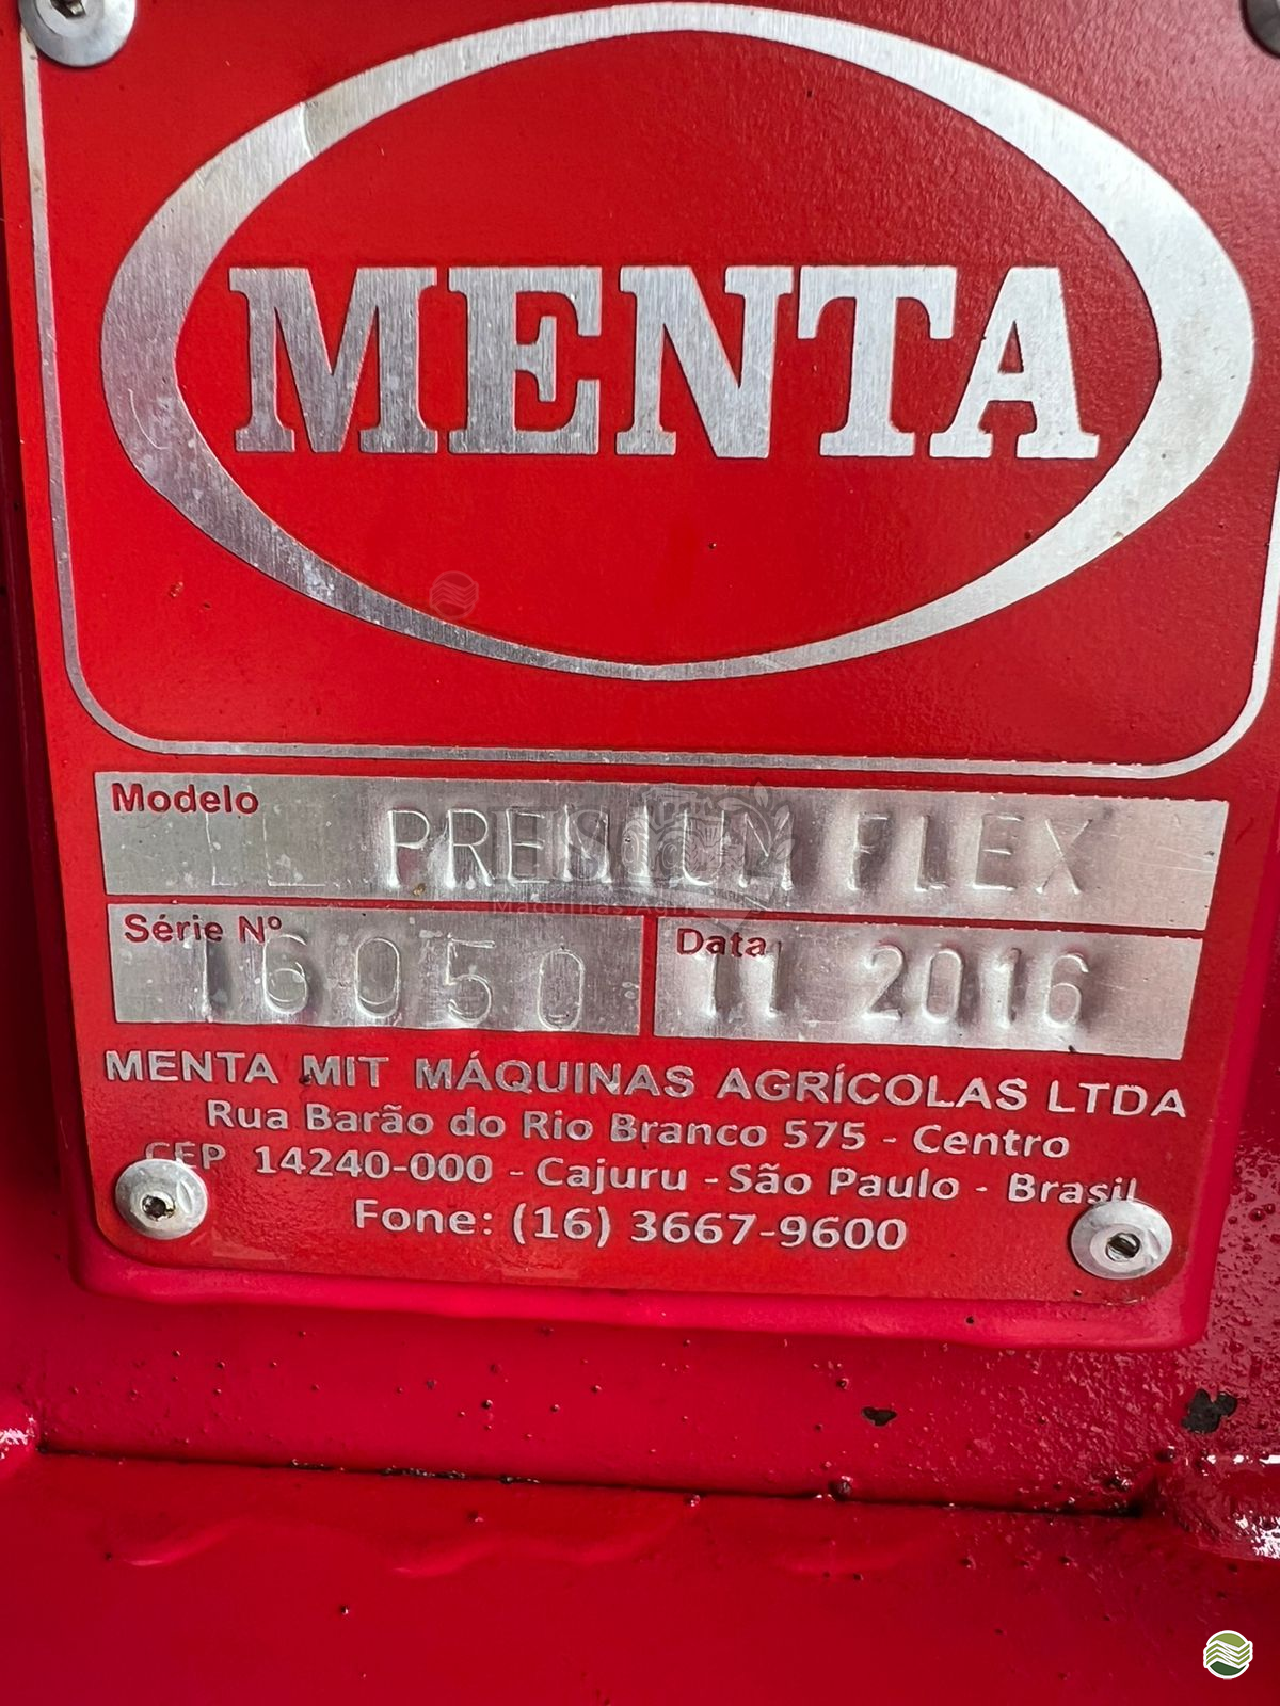 MENTA
Modelo
PREMIUM FLEX
Série Nº
16050
Data
11 2016
MENTA MIT MÁQUINAS AGRÍCOLAS LTDA
Rua Barão do Rio Branco 575 - Centro
CEP 14240-000 - Cajuru - São Paulo - Brasil
Fone: (16) 3667-9600